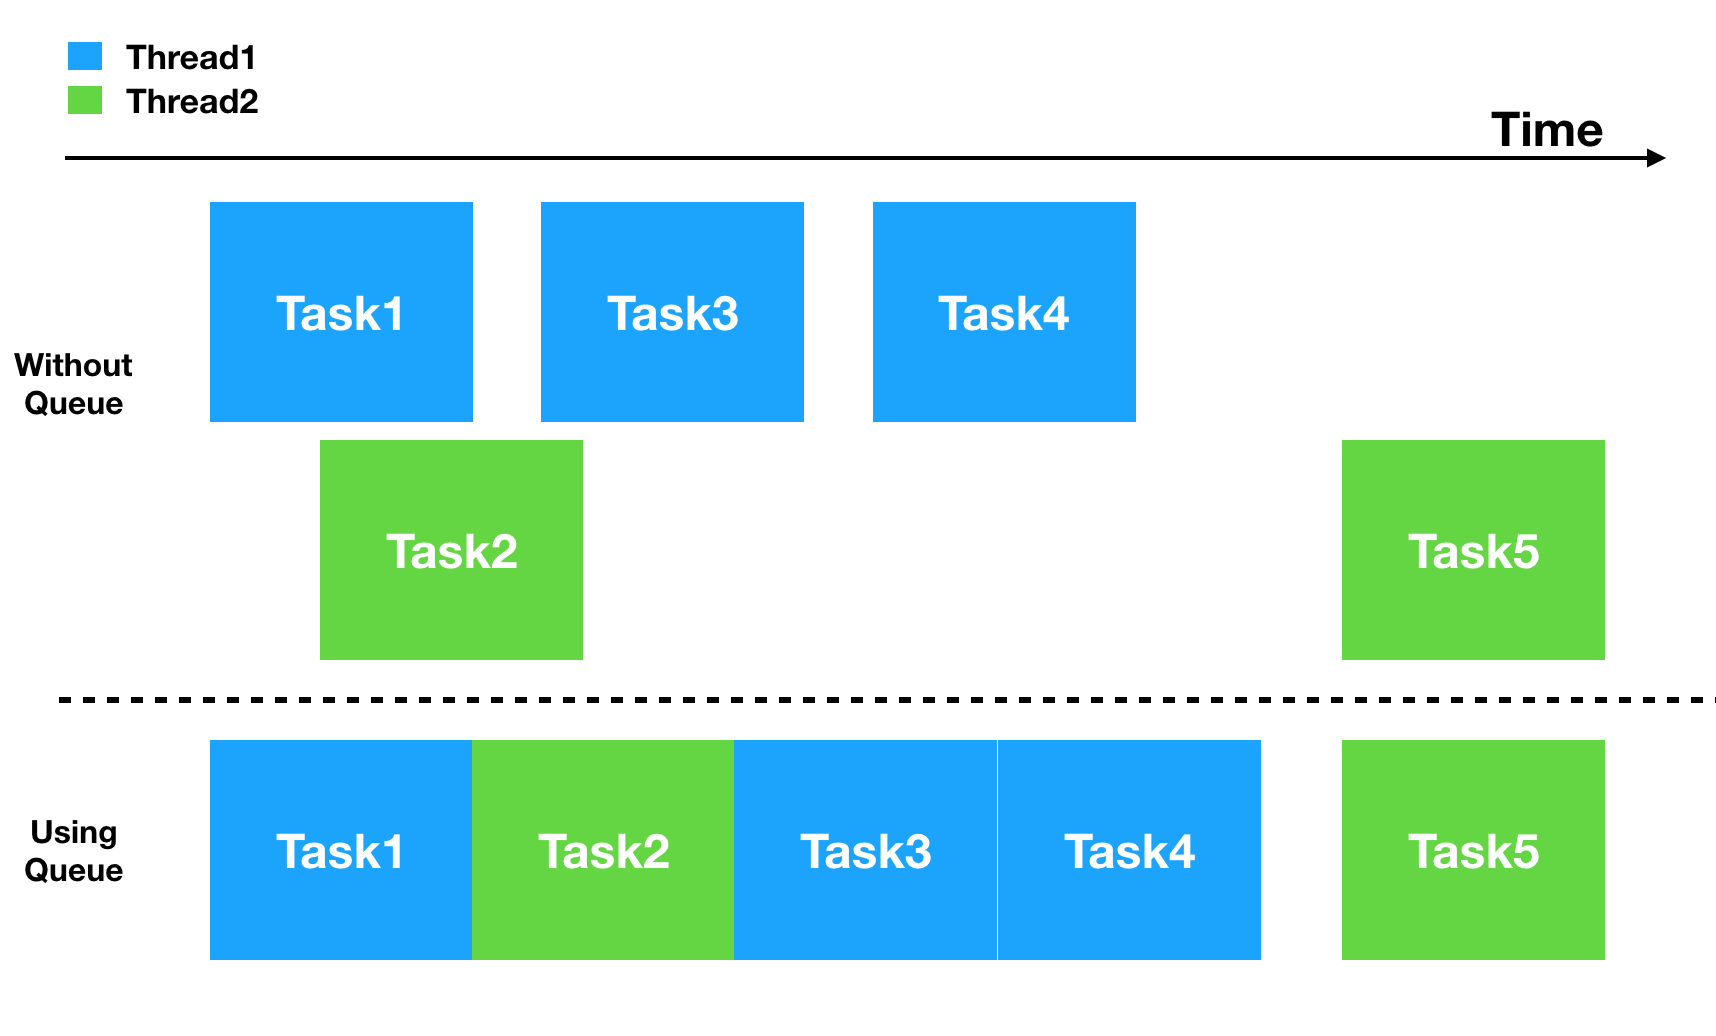 Thread1
Thread2
Time
Task1
Task3
Task4
Without
Queue
Task2
Task5
Using
Queue
Task1
Task2
Task3
Task4
Task5